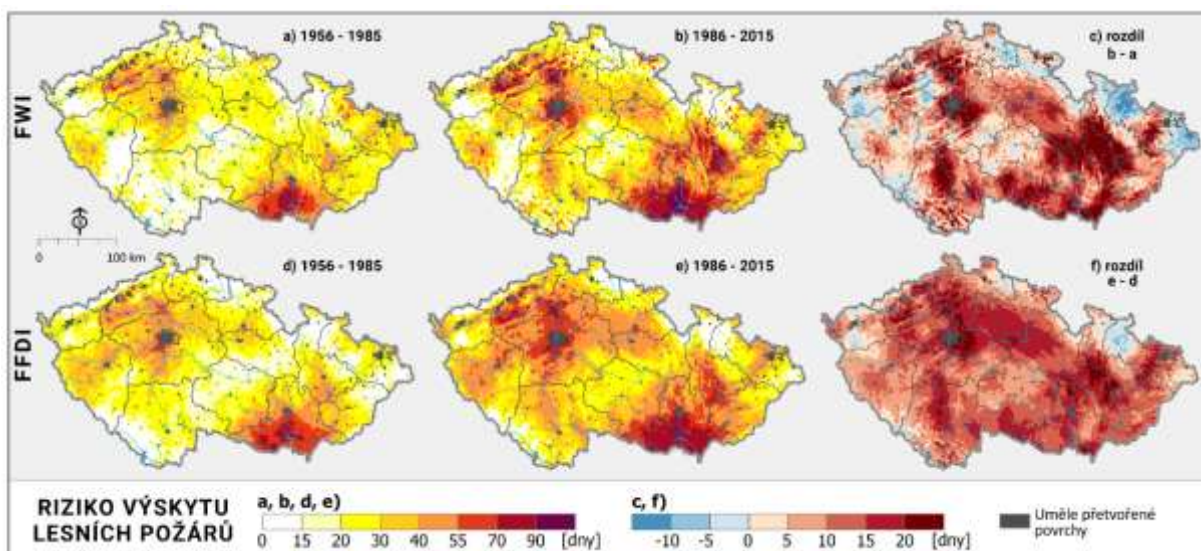 a) 1956 - 1985
b) 1986 - 2015
c) rozdíl
b - a
FWI
0 100 km
d) 1956 - 1985
e) 1986 - 2015
f) rozdíl
e - d
FFDI
RIZIKO VÝSKYTU
LESNÍCH POŽÁRŮ
a, b, d, e)
0 15 20 30 40 55 70 90 [dny]
c, f)
-10 -5 0 5 10 15 20 [dny]
Uměle přetvořené
povrchy